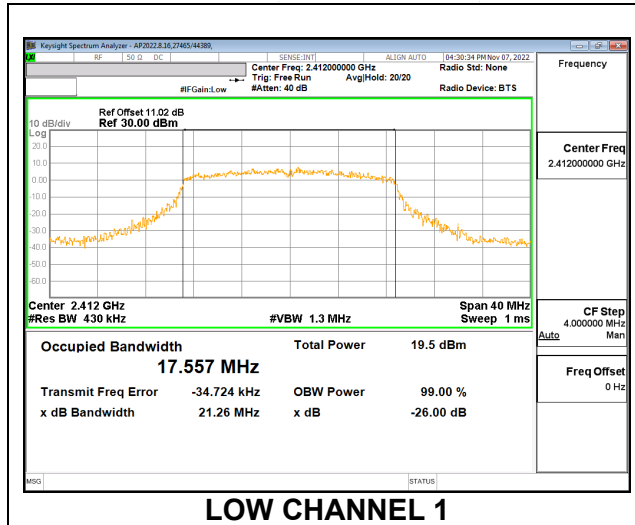 Keysight Spectrum Analyzer - AP2022.8.16,27465/44389,
RF 50 Ω DC SENSE:INT ALIGN AUTO 04:30:34 PM Nov 07, 2022
Center Freq: 2.412000000 GHz Radio Std: None
Trig: Free Run Avg|Hold: 20/20
#IFGain:Low #Atten: 40 dB Radio Device: BTS
Frequency
Ref Offset 11.02 dB
10 dB/div Ref 30.00 dBm
Log
20.0
10.0
0.00
-10.0
-20.0
-30.0
-40.0
-50.0
-60.0
Center Freq
2.412000000 GHz
Center 2.412 GHz Span 40 MHz
#Res BW 430 kHz #VBW 1.3 MHz Sweep 1 ms
CF Step
4.000000 MHz
Auto Man
Occupied Bandwidth Total Power 19.5 dBm
17.557 MHz
Transmit Freq Error -34.724 kHz OBW Power 99.00 %
x dB Bandwidth 21.26 MHz x dB -26.00 dB
Freq Offset
0 Hz
MSG STATUS
LOW CHANNEL 1